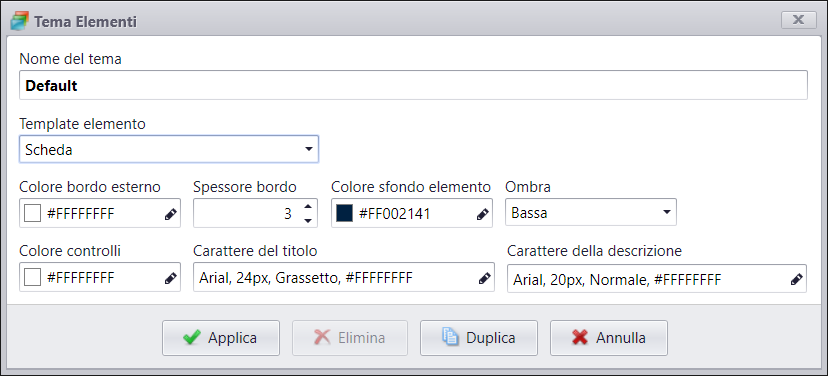 Tema Elementi
Nome del tema
Default
Template elemento
Scheda
Colore bordo esterno Spessore bordo Colore sfondo elemento Ombra
#FFFFFFFF 3 #FF002141 Bassa
Colore controlli Carattere del titolo Carattere della descrizione
#FFFFFFFF Arial, 24px, Grassetto, #FFFFFFFF Arial, 20px, Normale, #FFFFFFFF
Applica Elimina Duplica Annulla